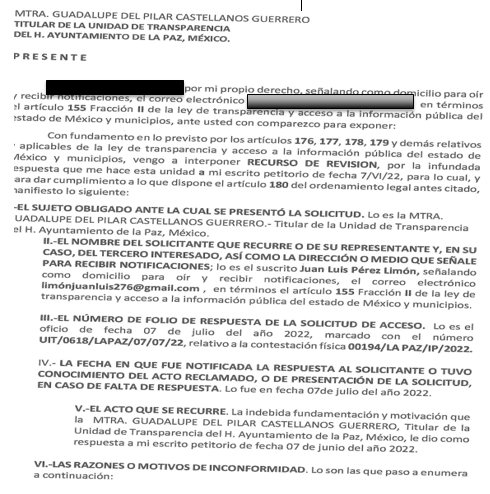 MTRA. GUADALUPE DEL PILAR CASTELLANOS GUERRERO
TITULAR DE LA UNIDAD DE TRANSPARENCIA
DEL H. AYUNTAMIENTO DE LA PAZ, MÉXICO.
P R E S E N T E
por mi propio derecho, señalando como domicilio para oír
y recibir notificaciones, el correo electrónico en términos
el artículo 155 Fracción II de la ley de transparencia y acceso a la información pública del
estado de México y municipios, ante usted con comparezco para exponer:
Con fundamento en lo previsto por los artículos 176, 177, 178, 179 y demás relativos
aplicables de la ley de transparencia y acceso a la información pública del estado de
México y municipios, vengo a interponer RECURSO DE REVISIÓN, por la infundada
respuesta que me hace esta unidad a mi escrito petitorio de fecha 7/VI/22, para lo cual, y
para dar cumplimiento a lo que dispone el artículo 180 del ordenamiento legal antes citado,
manifiesto lo siguiente:
.-EL SUJETO OBLIGADO ANTE LA CUAL SE PRESENTÓ LA SOLICITUD. Lo es la MTRA.
GUADALUPE DEL PILAR CASTELLANOS GUERRERO.- Titular de la Unidad de Transparencia
del H. Ayuntamiento de la Paz, México.
II.-EL NOMBRE DEL SOLICITANTE QUE RECURRE O DE SU REPRESENTANTE Y, EN SU
CASO, DEL TERCERO INTERESADO, ASÍ COMO LA DIRECCIÓN O MEDIO QUE SEÑALE
PARA RECIBIR NOTIFICACIONES; lo es el suscrito Juan Luis Pérez Limón, señalando
como domicilio para oir y recibir notificaciones, el correo electrónico
limónjuanluis276@gmail.com , en términos el artículo 155 Fracción II de la ley de
transparencia y acceso a la información pública del estado de México y municipios.
III.-EL NÚMERO DE FOLIO DE RESPUESTA DE LA SOLICITUD DE ACCESO. Lo es el
oficio de fecha 07 de julio del año 2022, marcado con el número
UIT/0618/LAPAZ/07/07/22, relativo a la contestación física 00194/LA PAZ/IP/2022.
IV.- LA FECHA EN QUE FUE NOTIFICADA LA RESPUESTA AL SOLICITANTE O TUVO
CONOCIMIENTO DEL ACTO RECLAMADO, O DE PRESENTACIÓN DE LA SOLICITUD,
EN CASO DE FALTA DE RESPUESTA. Lo fue en fecha 07de julio del año 2022.
V.-EL ACTO QUE SE RECURRE. La indebida fundamentación y motivación que
la MTRA. GUADALUPE DEL PILAR CASTELLANOS GUERRERO, Titular de la
Unidad de Transparencia del H. Ayuntamiento de la Paz, México, le dio como
respuesta a mi escrito petitorio de fecha 07 de junio del año 2022.
VI.-LAS RAZONES O MOTIVOS DE INCONFORMIDAD. Lo son las que paso a enumera
a continuación: